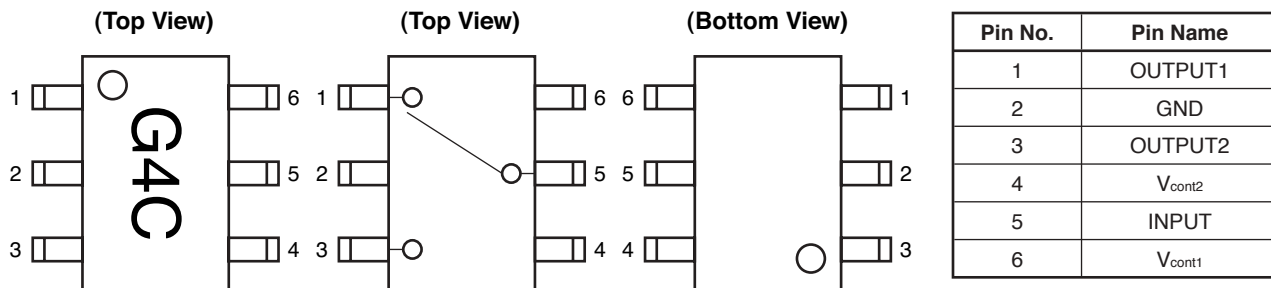 (Top View)
1
2
3
G4C
6
5
4
(Top View)
1
2
3
6
5
4
(Bottom View)
6
5
4
1
2
3
Pin No. Pin Name
1 OUTPUT1
2 GND
3 OUTPUT2
4 Vcont2
5 INPUT
6 Vcont1